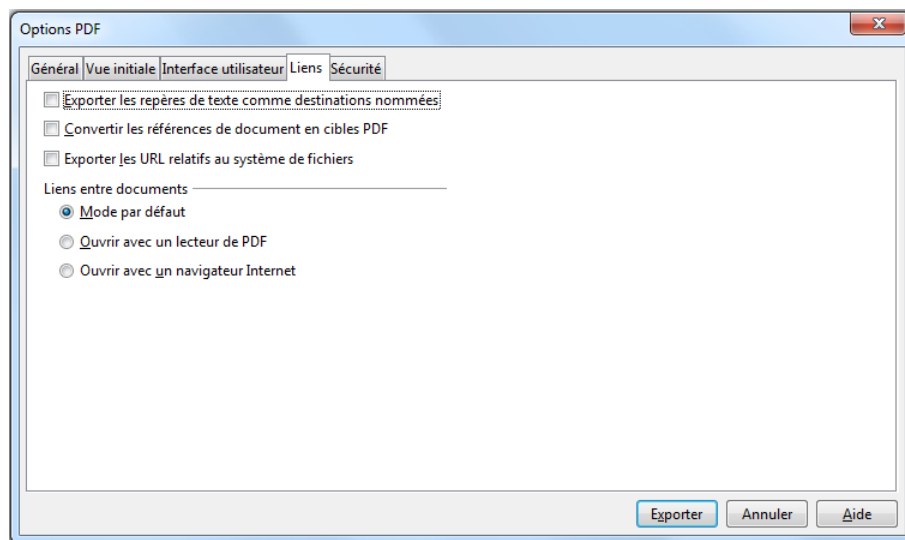 Options PDF
Général Vue initiale Interface utilisateur Liens Sécurité
Exporter les repères de texte comme destinations nommées
Convertir les références de document en cibles PDF
Exporter les URL relatifs au système de fichiers
Liens entre documents
Mode par défaut
Ouvrir avec un lecteur de PDF
Ouvrir avec un navigateur Internet
Exporter Annuler Aide